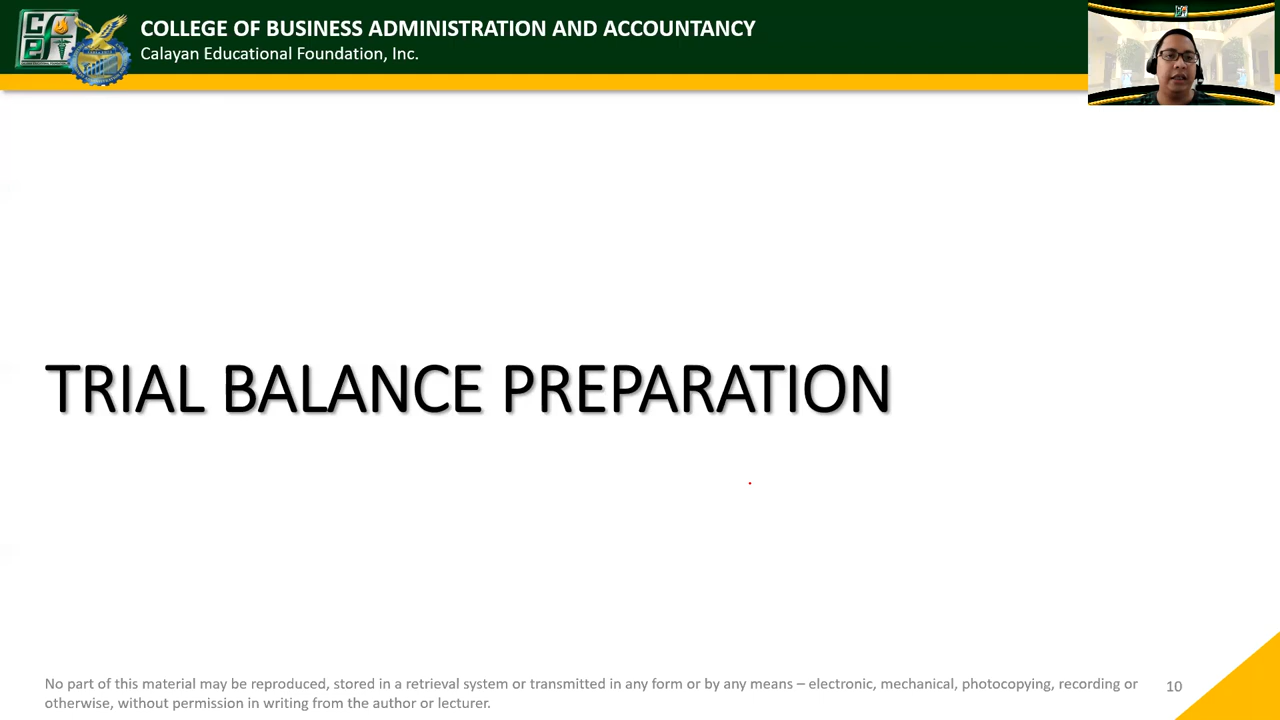 COLLEGE OF BUSINESS ADMINISTRATION AND ACCOUNTANCY
Calayan Educational Foundation, Inc.
TRIAL BALANCE PREPARATION
No part of this material may be reproduced, stored in a retrieval system or transmitted in any form or by any means – electronic, mechanical, photocopying, recording or
otherwise, without permission in writing from the author or lecturer.
10